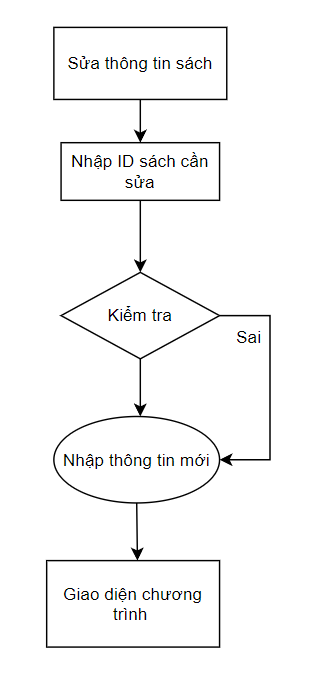 Sửa thông tin sách
Nhập ID sách cần
sửa
Kiểm tra
Sai
Nhập thông tin mới
Giao diện chương
trình